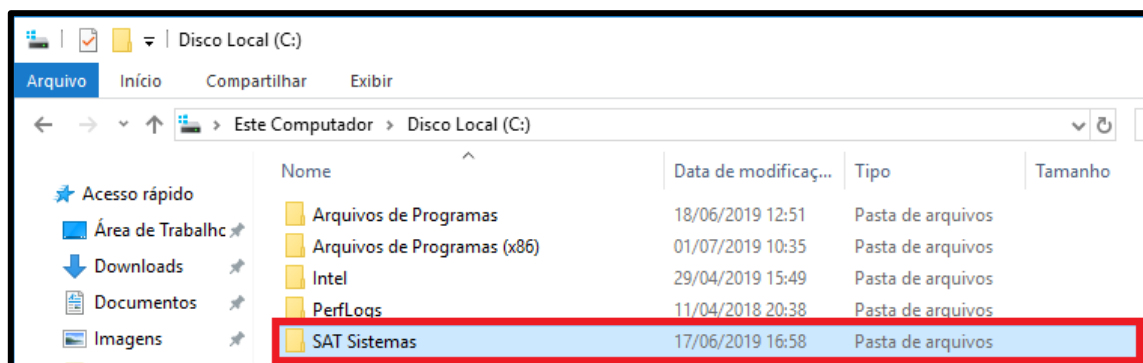 Disco Local (C:)
Arquivo Início Compartilhar Exibir
Este Computador > Disco Local (C:)
Nome Data de modificaç... Tipo Tamanho
Acesso rápido
Área de Trabalhc
Downloads
Documentos
Imagens
Arquivos de Programas 18/06/2019 12:51 Pasta de arquivos
Arquivos de Programas (x86) 01/07/2019 10:35 Pasta de arquivos
Intel 29/04/2019 15:49 Pasta de arquivos
PerfLogs 11/04/2018 20:38 Pasta de arquivos
SAT Sistemas 17/06/2019 16:58 Pasta de arquivos